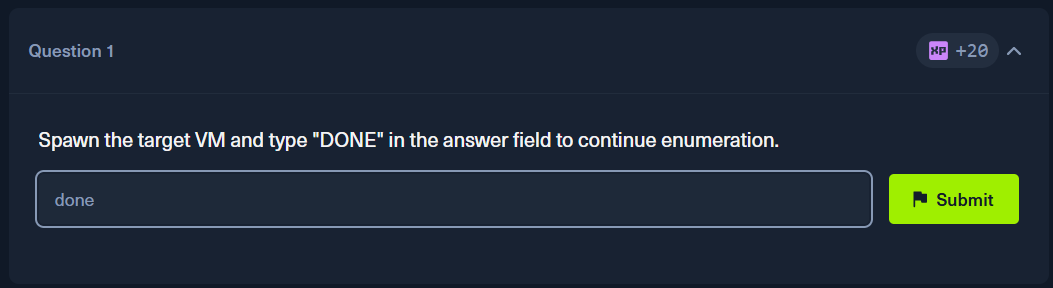 Question 1
XP +20
Spawn the target VM and type "DONE" in the answer field to continue enumeration.
done
Submit